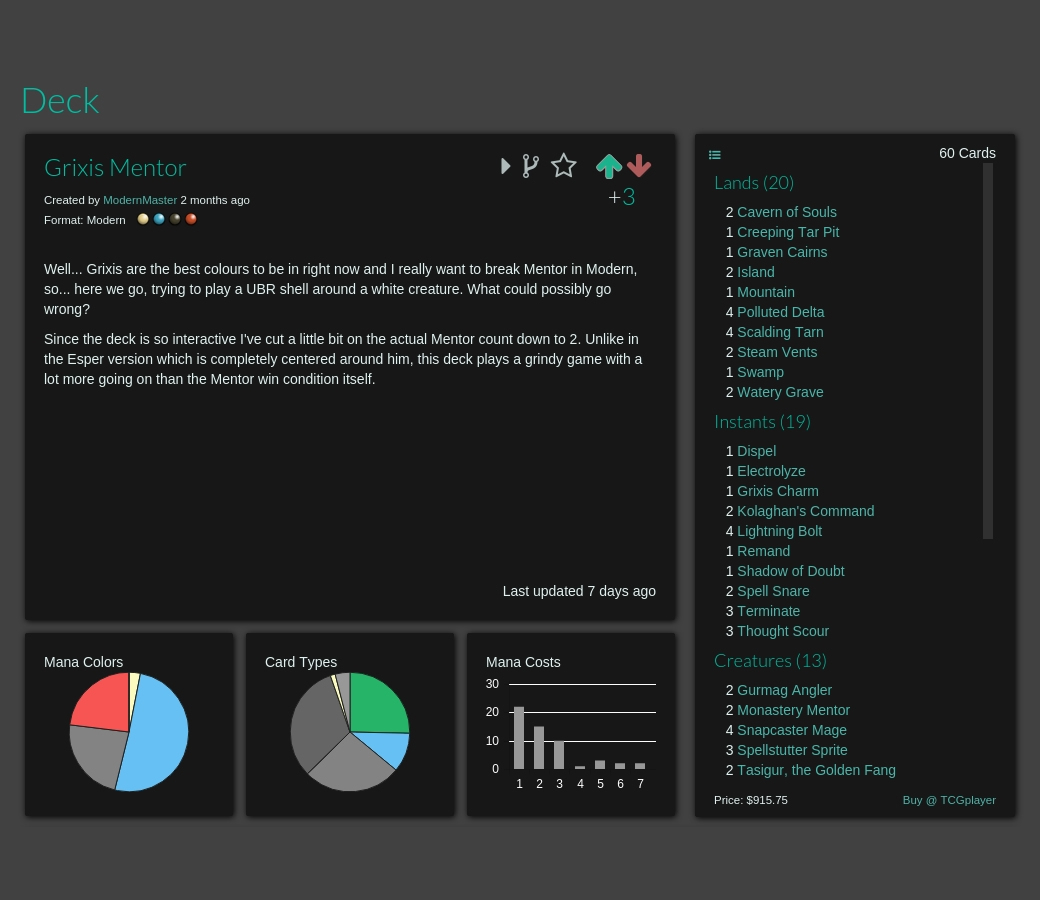 Deck
Grixis Mentor
+3
Created by ModernMaster 2 months ago
Format: Modern
Well... Grixis are the best colours to be in right now and I really want to break Mentor in Modern,
so... here we go, trying to play a UBR shell around a white creature. What could possibly go
wrong?
Since the deck is so interactive I've cut a little bit on the actual Mentor count down to 2. Unlike in
the Esper version which is completely centered around him, this deck plays a grindy game with a
lot more going on than the Mentor win condition itself.
Last updated 7 days ago
Mana Colors
Card Types
Mana Costs
30
20
10
0
1 2 3 4 5 6 7
60 Cards
Lands (20)
2 Cavern of Souls
1 Creeping Tar Pit
1 Graven Cairns
2 Island
1 Mountain
4 Polluted Delta
4 Scalding Tarn
2 Steam Vents
1 Swamp
2 Watery Grave
Instants (19)
1 Dispel
1 Electrolyze
1 Grixis Charm
2 Kolaghan's Command
4 Lightning Bolt
1 Remand
1 Shadow of Doubt
2 Spell Snare
3 Terminate
3 Thought Scour
Creatures (13)
2 Gurmag Angler
2 Monastery Mentor
4 Snapcaster Mage
3 Spellstutter Sprite
2 Tasigur, the Golden Fang
Price: $915.75
Buy @ TCGplayer